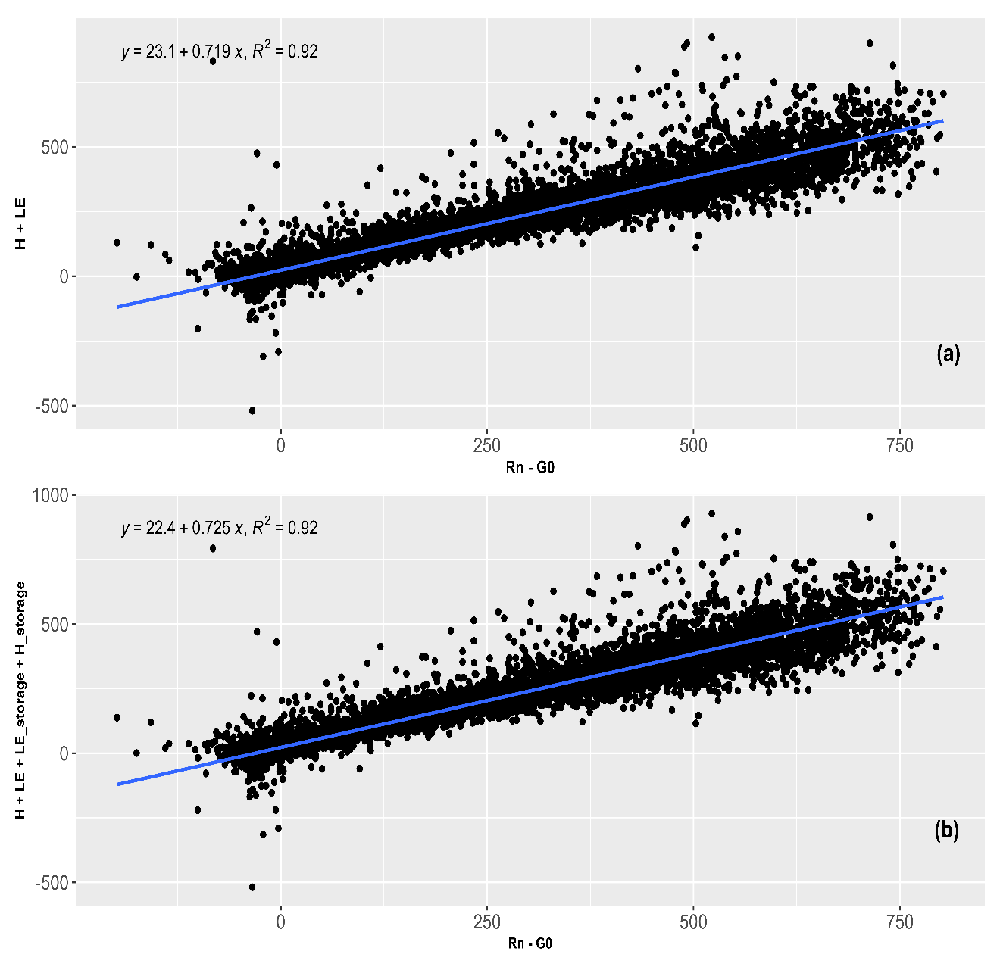 y = 23.1 + 0.719 x, R² = 0.92
500
0
-500
H + LE
(a)
0 250 500 750
Rn - G0
1000
y = 22.4 + 0.725 x, R² = 0.92
500
0
-500
H + LE + LE_storage + H_storage
(b)
0 250 500 750
Rn - G0